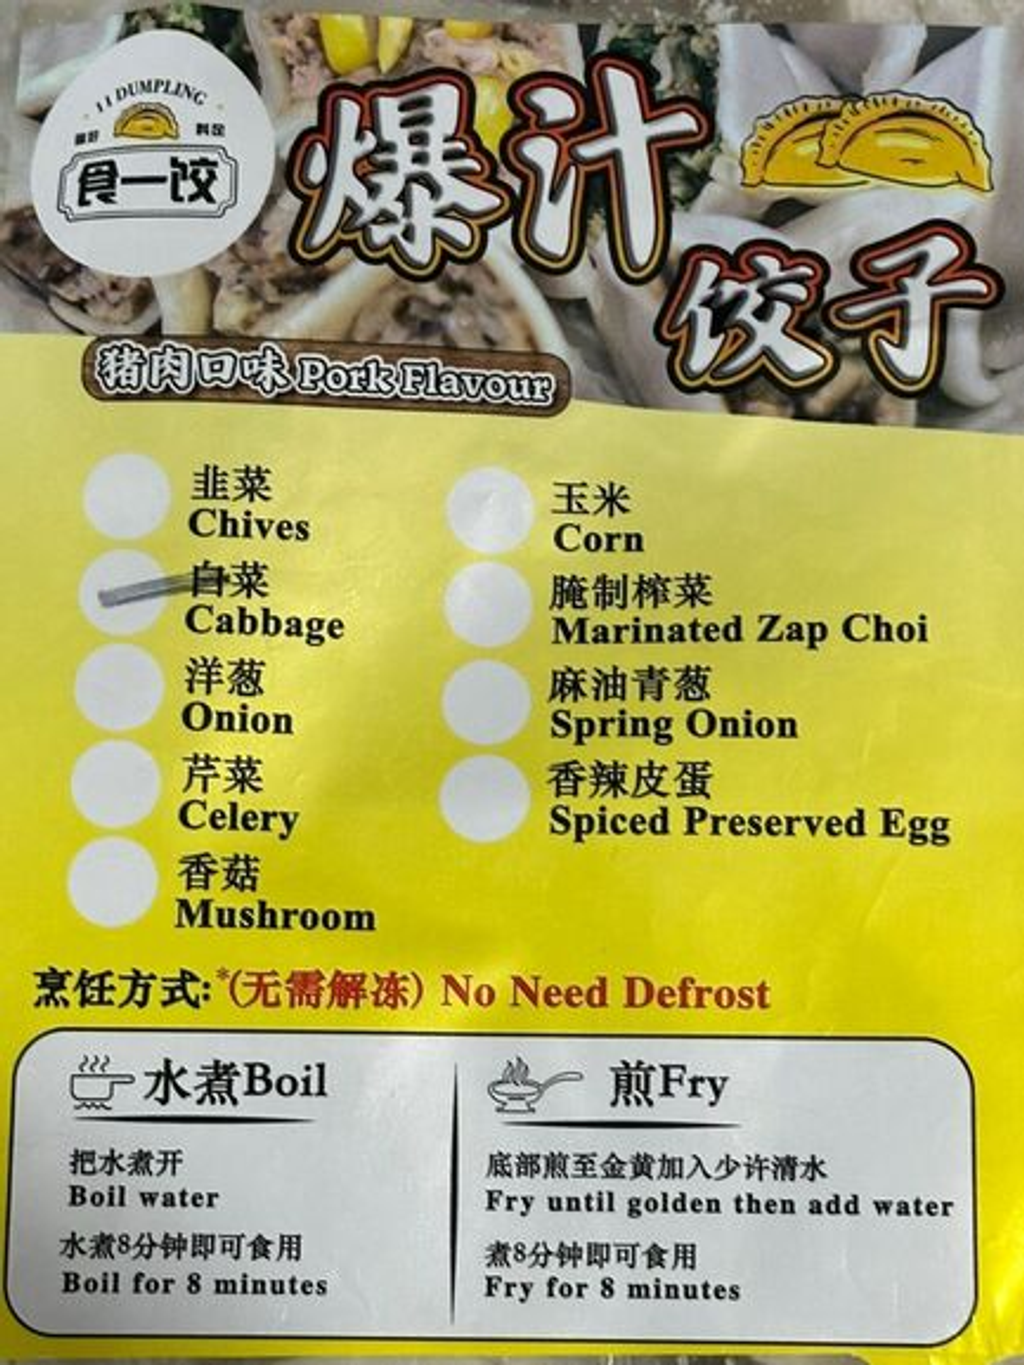 11 DUMPLING
料足
食一饺
爆汁
饺子
猪肉口味 Pork Flavour
韭菜
Chives
白菜
Cabbage
洋葱
Onion
芹菜
Celery
香菇
Mushroom
玉米
Corn
腌制榨菜
Marinated Zap Choi
麻油青葱
Spring Onion
香辣皮蛋
Spiced Preserved Egg
烹饪方式:*(无需解冻) No Need Defrost
水煮Boil
把水煮开
Boil water
水煮8分钟即可食用
Boil for 8 minutes
煎Fry
底部煎至金黄加入少许清水
Fry until golden then add water
煮8分钟即可食用
Fry for 8 minutes